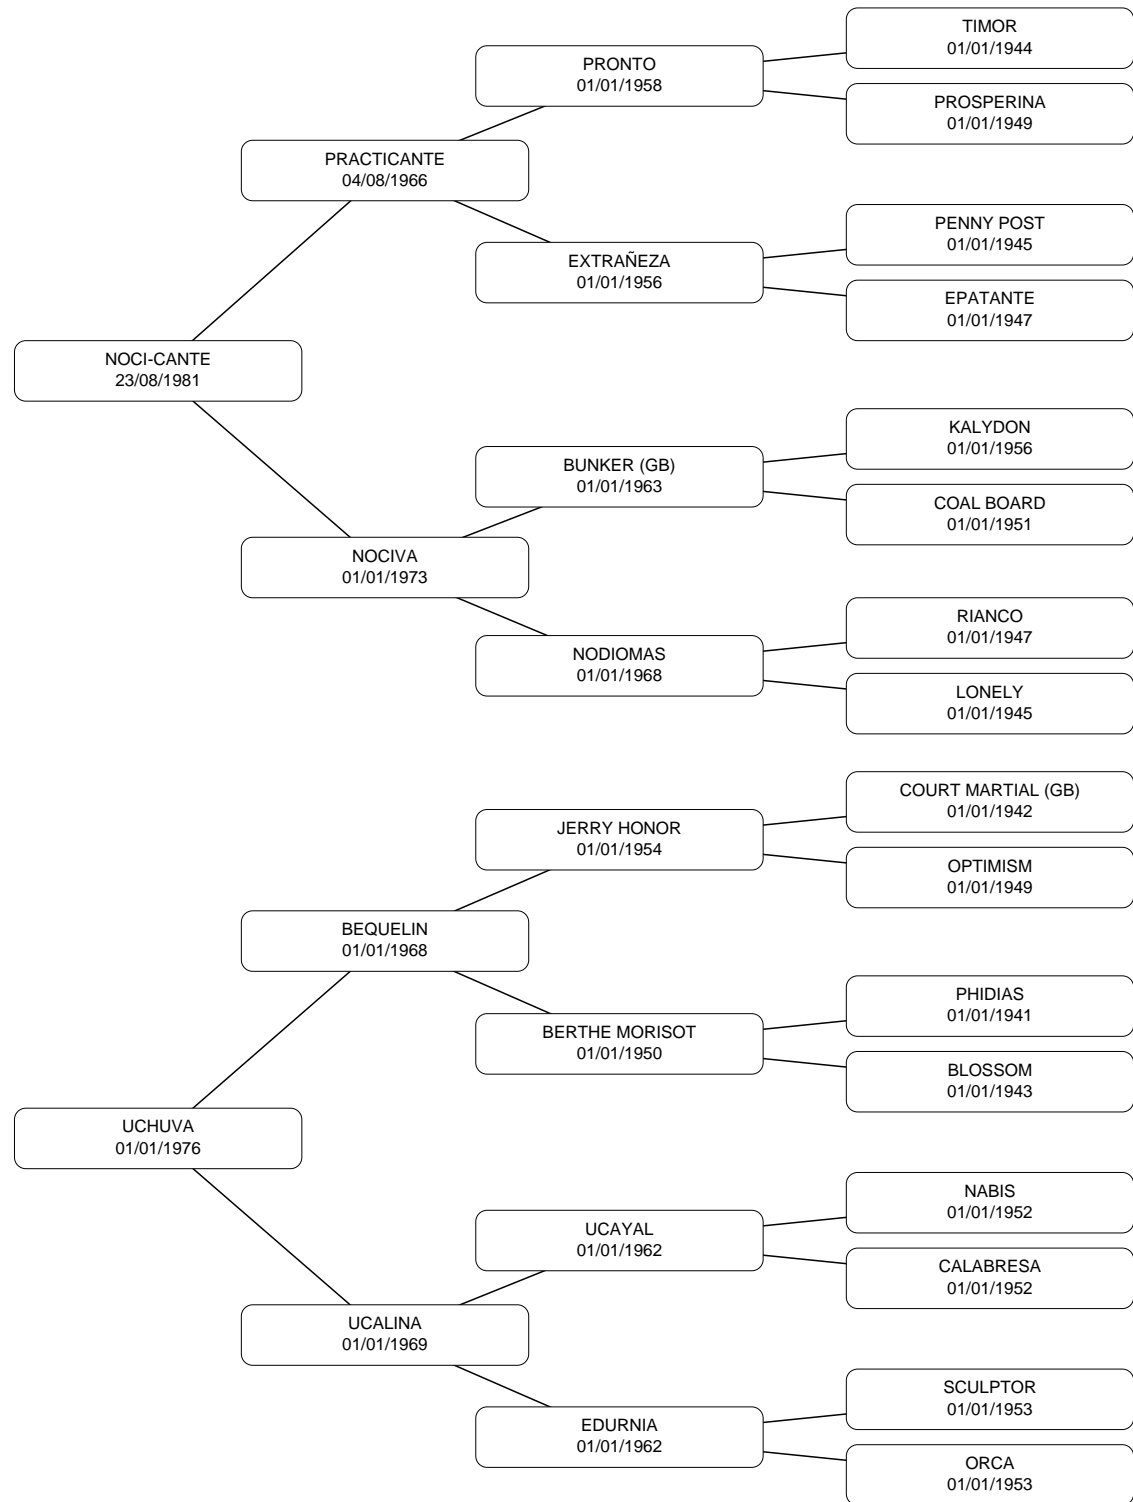 TIMOR
01/01/1944
PRONTO
01/01/1958
PROSPERINA
01/01/1949
PRACTICANTE
04/08/1966
PENNY POST
01/01/1945
EXTRAÑEZA
01/01/1956
EPATANTE
01/01/1947
NOCI-CANTE
23/08/1981
KALYDON
01/01/1956
BUNKER (GB)
01/01/1963
COAL BOARD
01/01/1951
NOCIVA
01/01/1973
RIANCO
01/01/1947
NODIOMAS
01/01/1968
LONELY
01/01/1945
COURT MARTIAL (GB)
01/01/1942
JERRY HONOR
01/01/1954
OPTIMISM
01/01/1949
BEQUELIN
01/01/1968
PHIDIAS
01/01/1941
BERTHE MORISOT
01/01/1950
BLOSSOM
01/01/1943
UCHUVA
01/01/1976
NABIS
01/01/1952
UCAYAL
01/01/1962
CALABRESA
01/01/1952
UCALINA
01/01/1969
SCULPTOR
01/01/1953
EDURNIA
01/01/1962
ORCA
01/01/1953